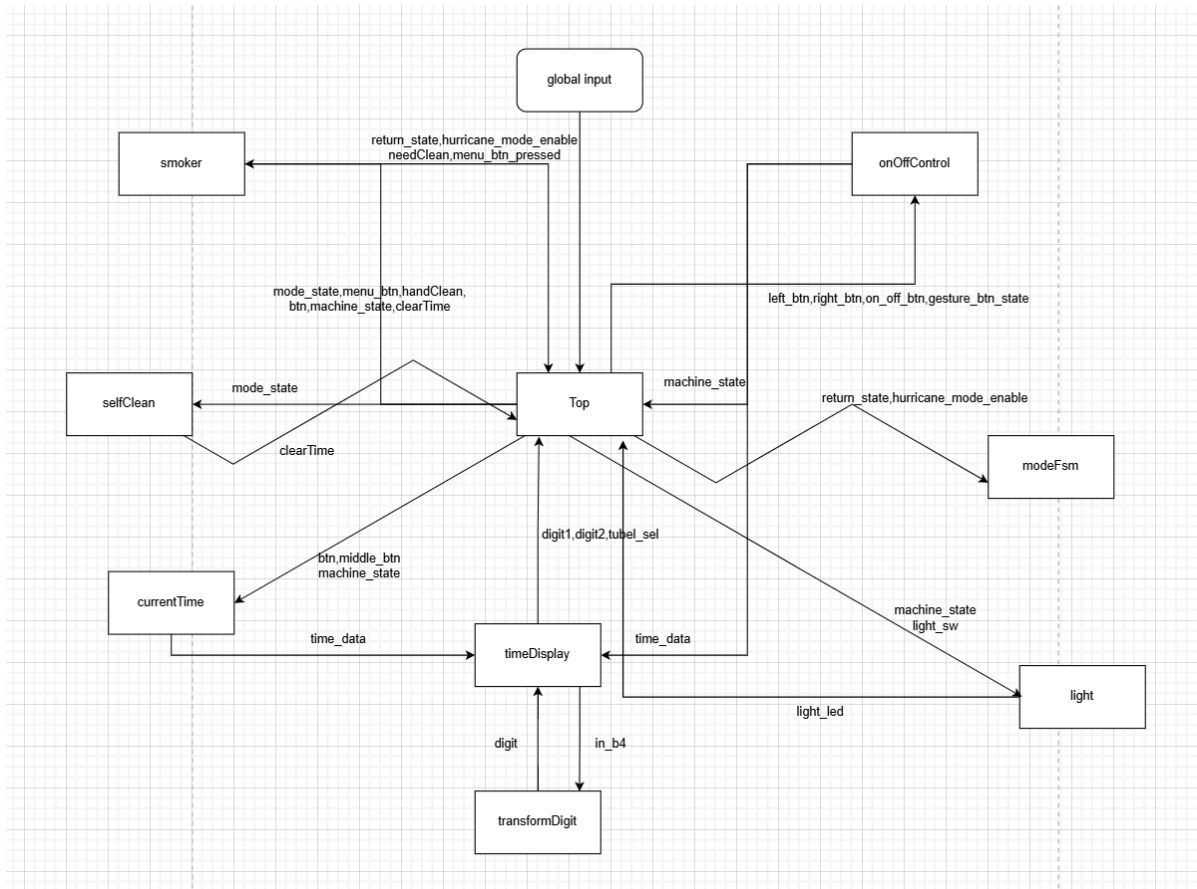 global input
return_state,hurricane_mode_enable
needClean,menu_btn_pressed
smoker
onOffControl
mode_state,menu_btn,handClean,
btn,machine_state,clearTime
left_btn,right_btn,on_off_btn,gesture_btn_state
mode_state
machine_state
selfClean
Top
return_state,hurricane_mode_enable
clearTime
modeFsm
digit1,digit2,tubel_sel
btn,middle_btn
machine_state
currentTime
machine_state
light_sw
time_data
timeDisplay
time_data
light
light_led
digit
in_b4
transformDigit